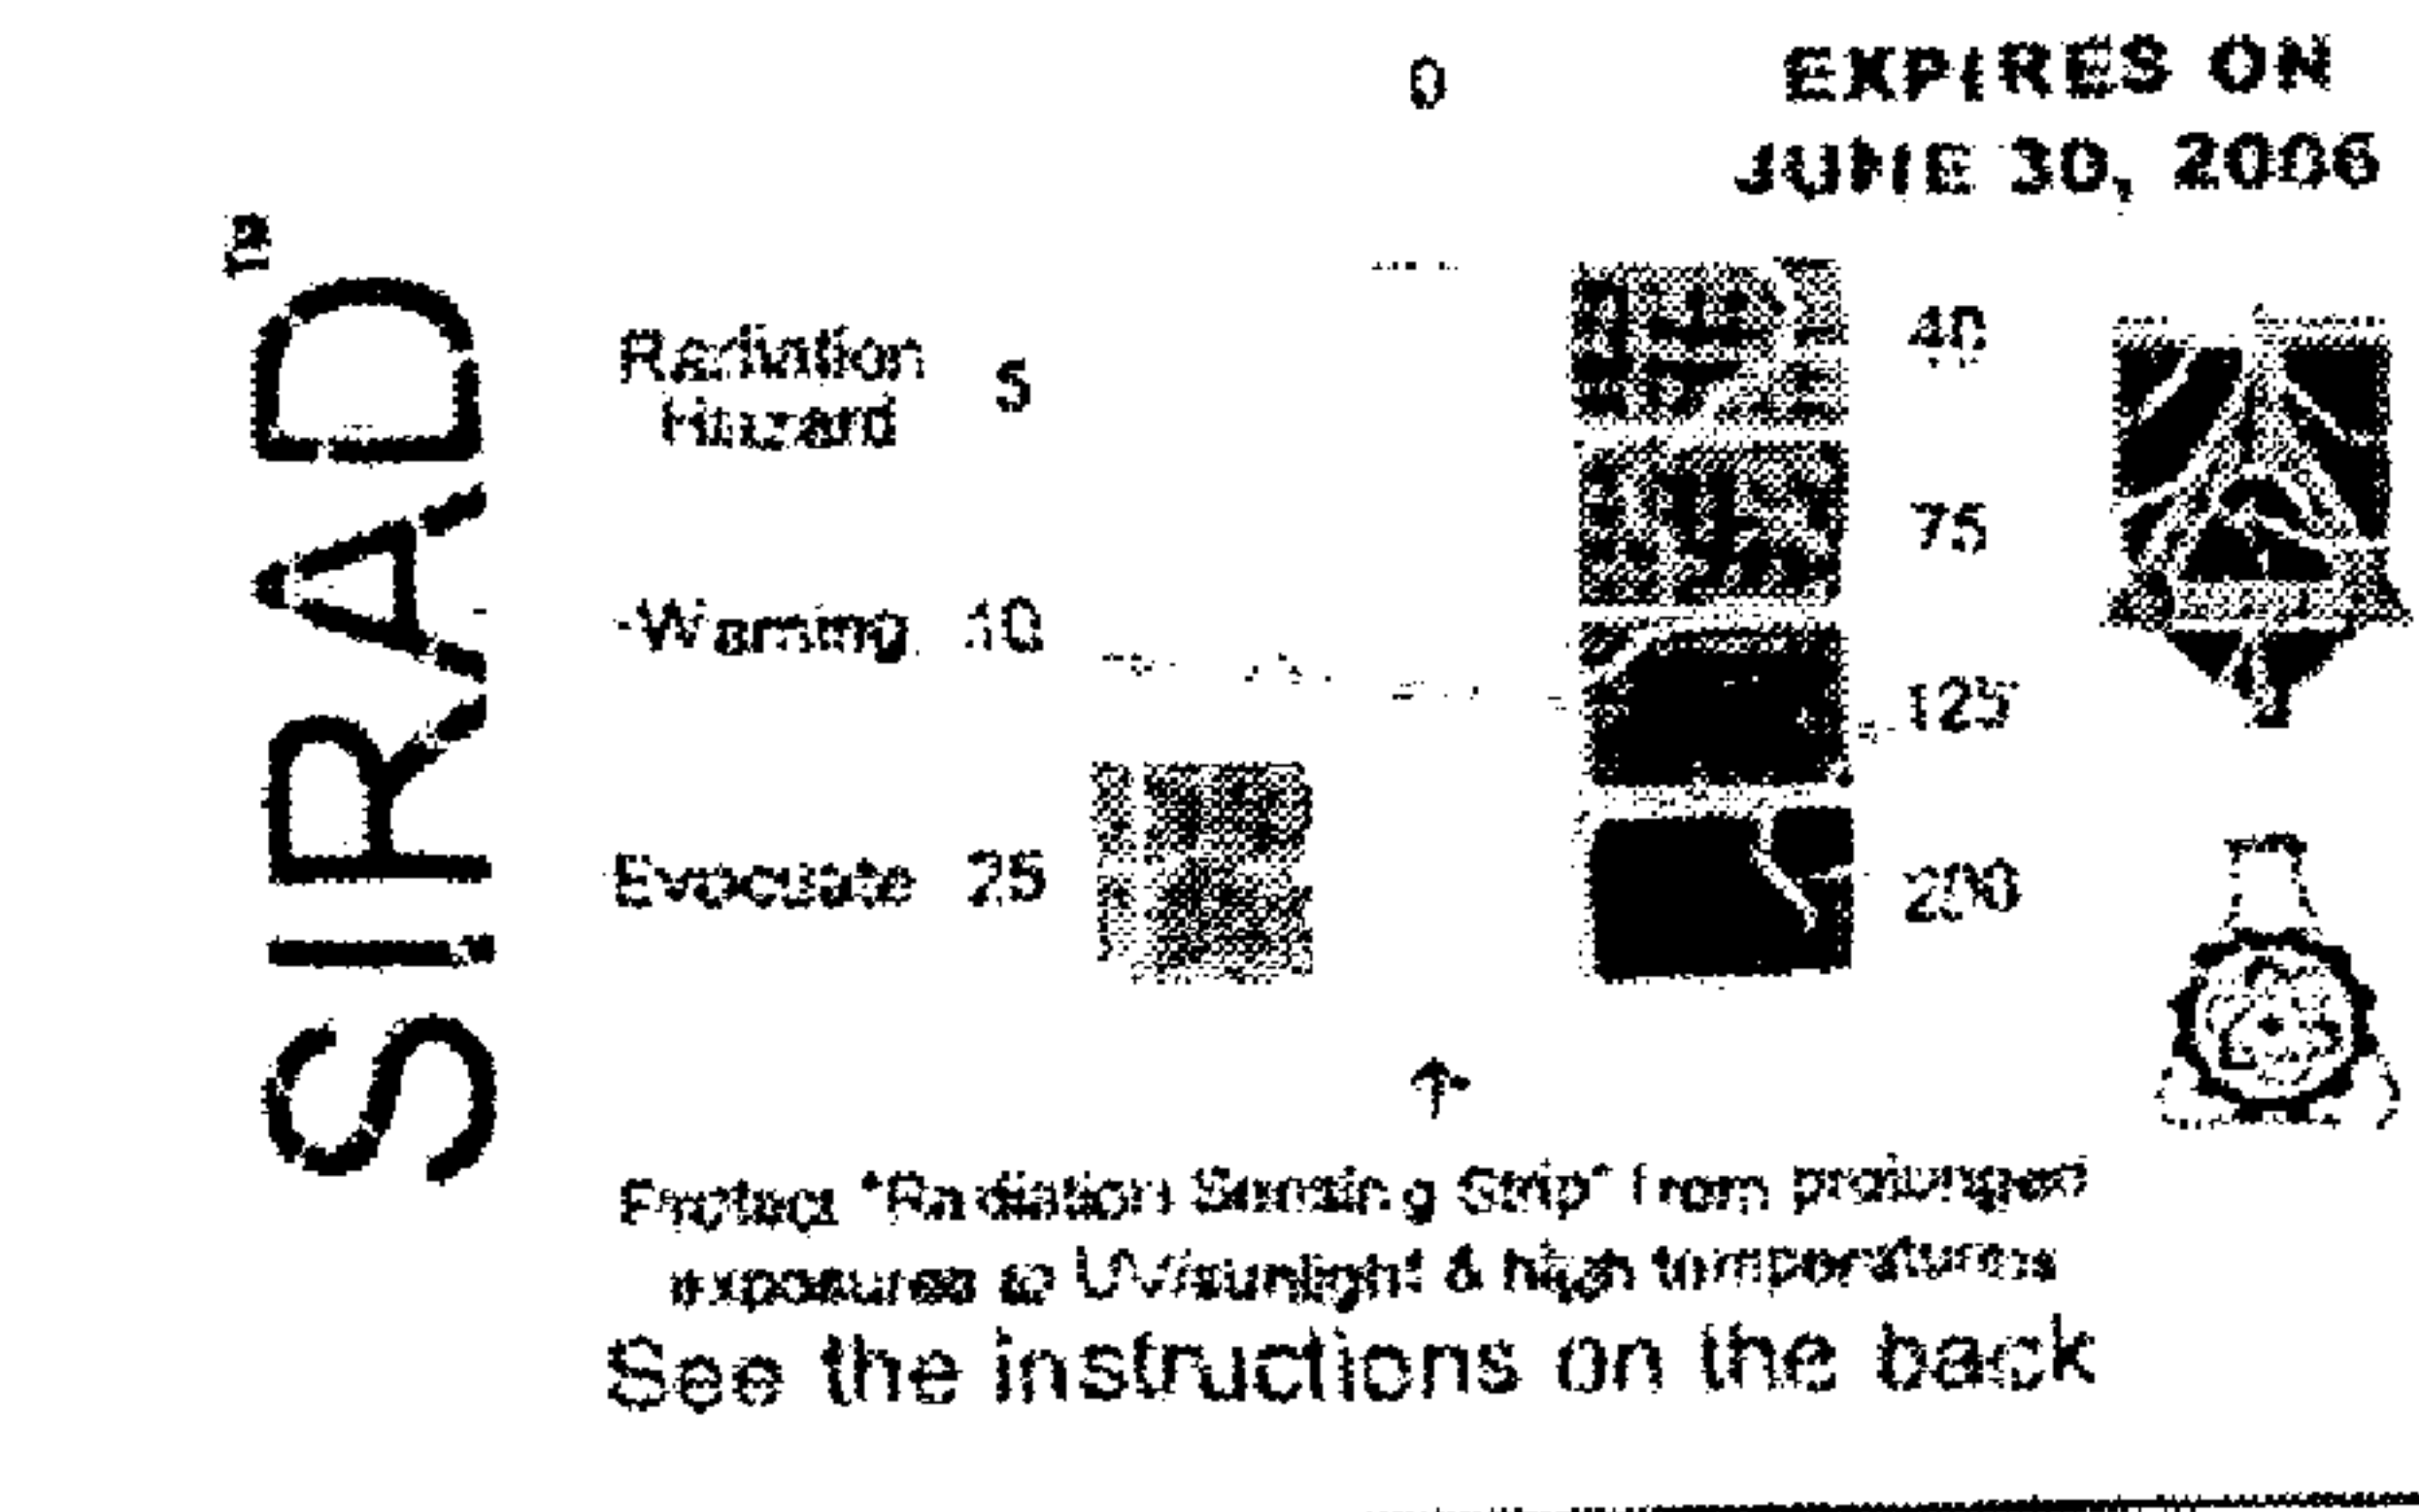 0
EXPIRES ON
JUNE 30, 2006
SIRAD
Radiation
Hazard 5
40
75
Warning 10
125
Evacuate 25
200
Protect "Radiation Sensing Strip" from prolonged
exposures to UV/sunlight & high temperatures
See the instructions on the back